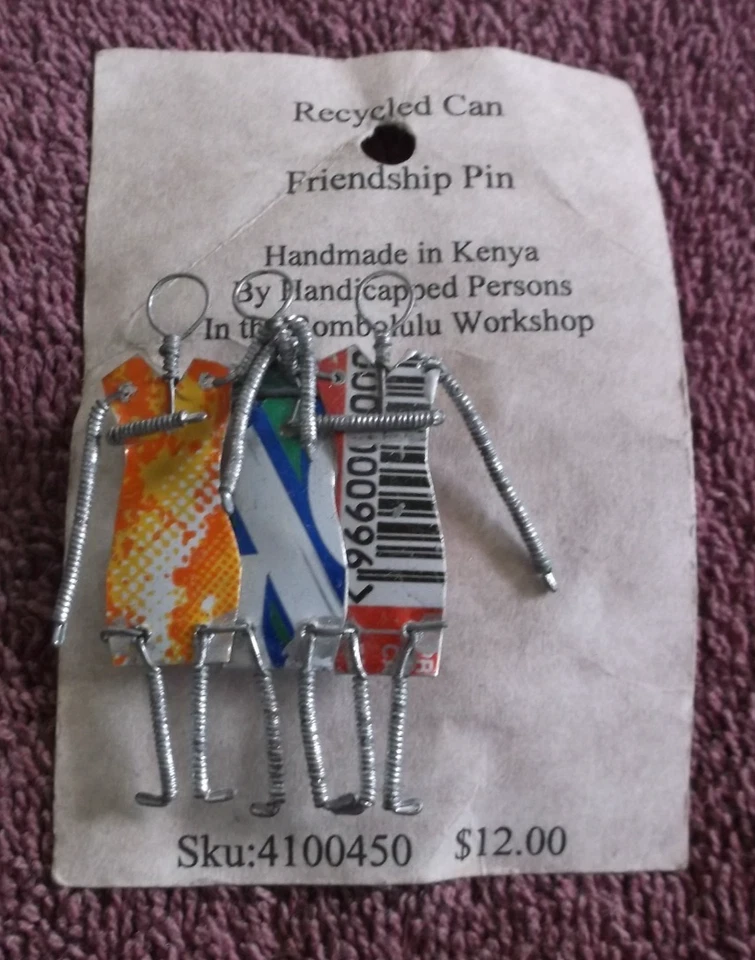 Recycled Can
Friendship Pin
Handmade in Kenya
By Handicapped Persons
In the Bombolulu Workshop
Sku:4100450 $12.00